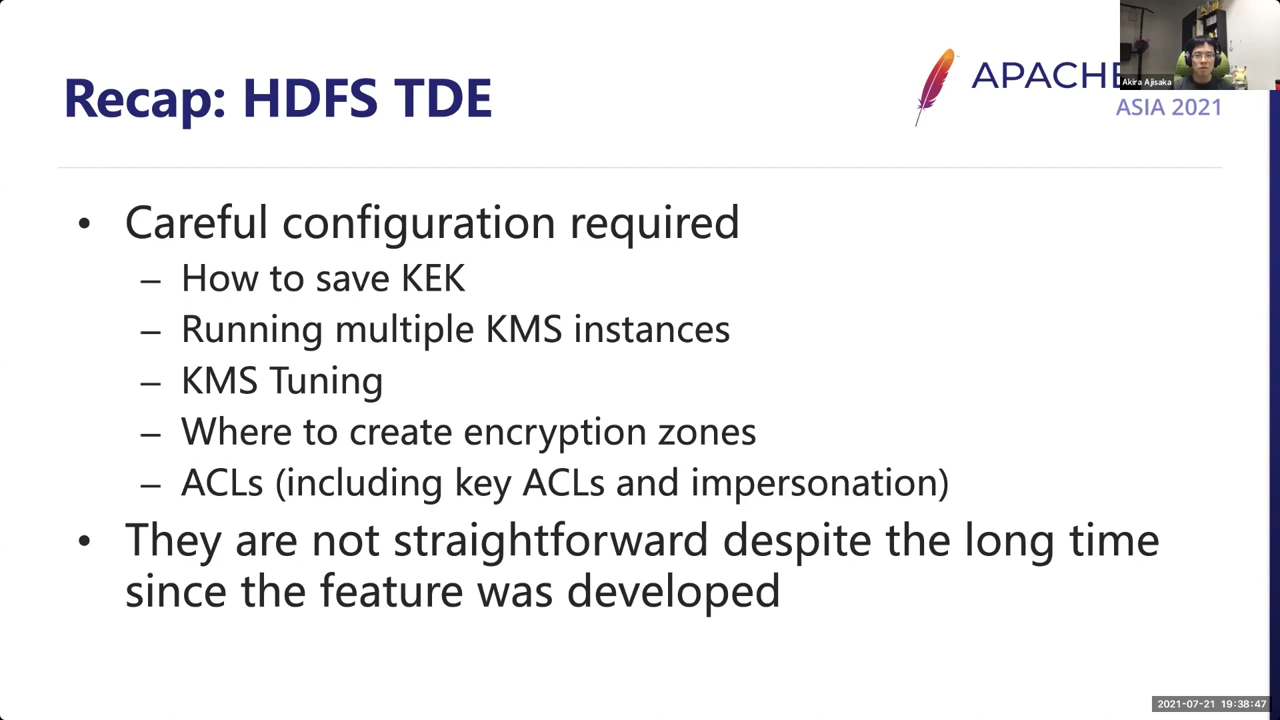 Recap: HDFS TDE
APACHE
ASIA 2021
Akira Ajisaka
• Careful configuration required
– How to save KEK
– Running multiple KMS instances
– KMS Tuning
– Where to create encryption zones
– ACLs (including key ACLs and impersonation)
• They are not straightforward despite the long time
since the feature was developed
2021-07-21 19:38:47